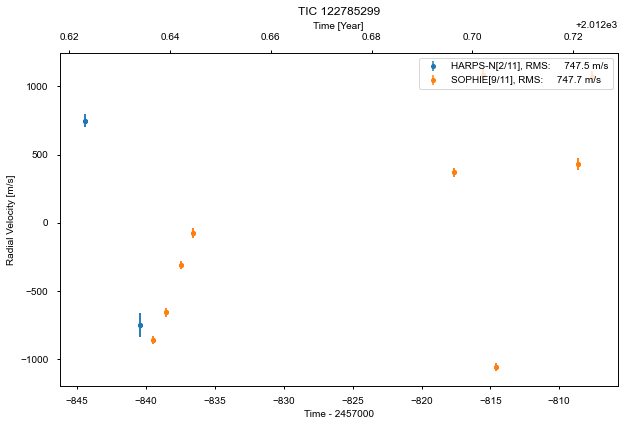 TIC 122785299
Time [Year]
+2.012e3
0.62 0.64 0.66 0.68 0.70 0.72
HARPS-N[2/11], RMS: 747.5 m/s
SOPHIE[9/11], RMS: 747.7 m/s
Radial Velocity [m/s]
1000
500
0
−500
−1000
−845 −840 −835 −830 −825 −820 −815 −810
Time - 2457000